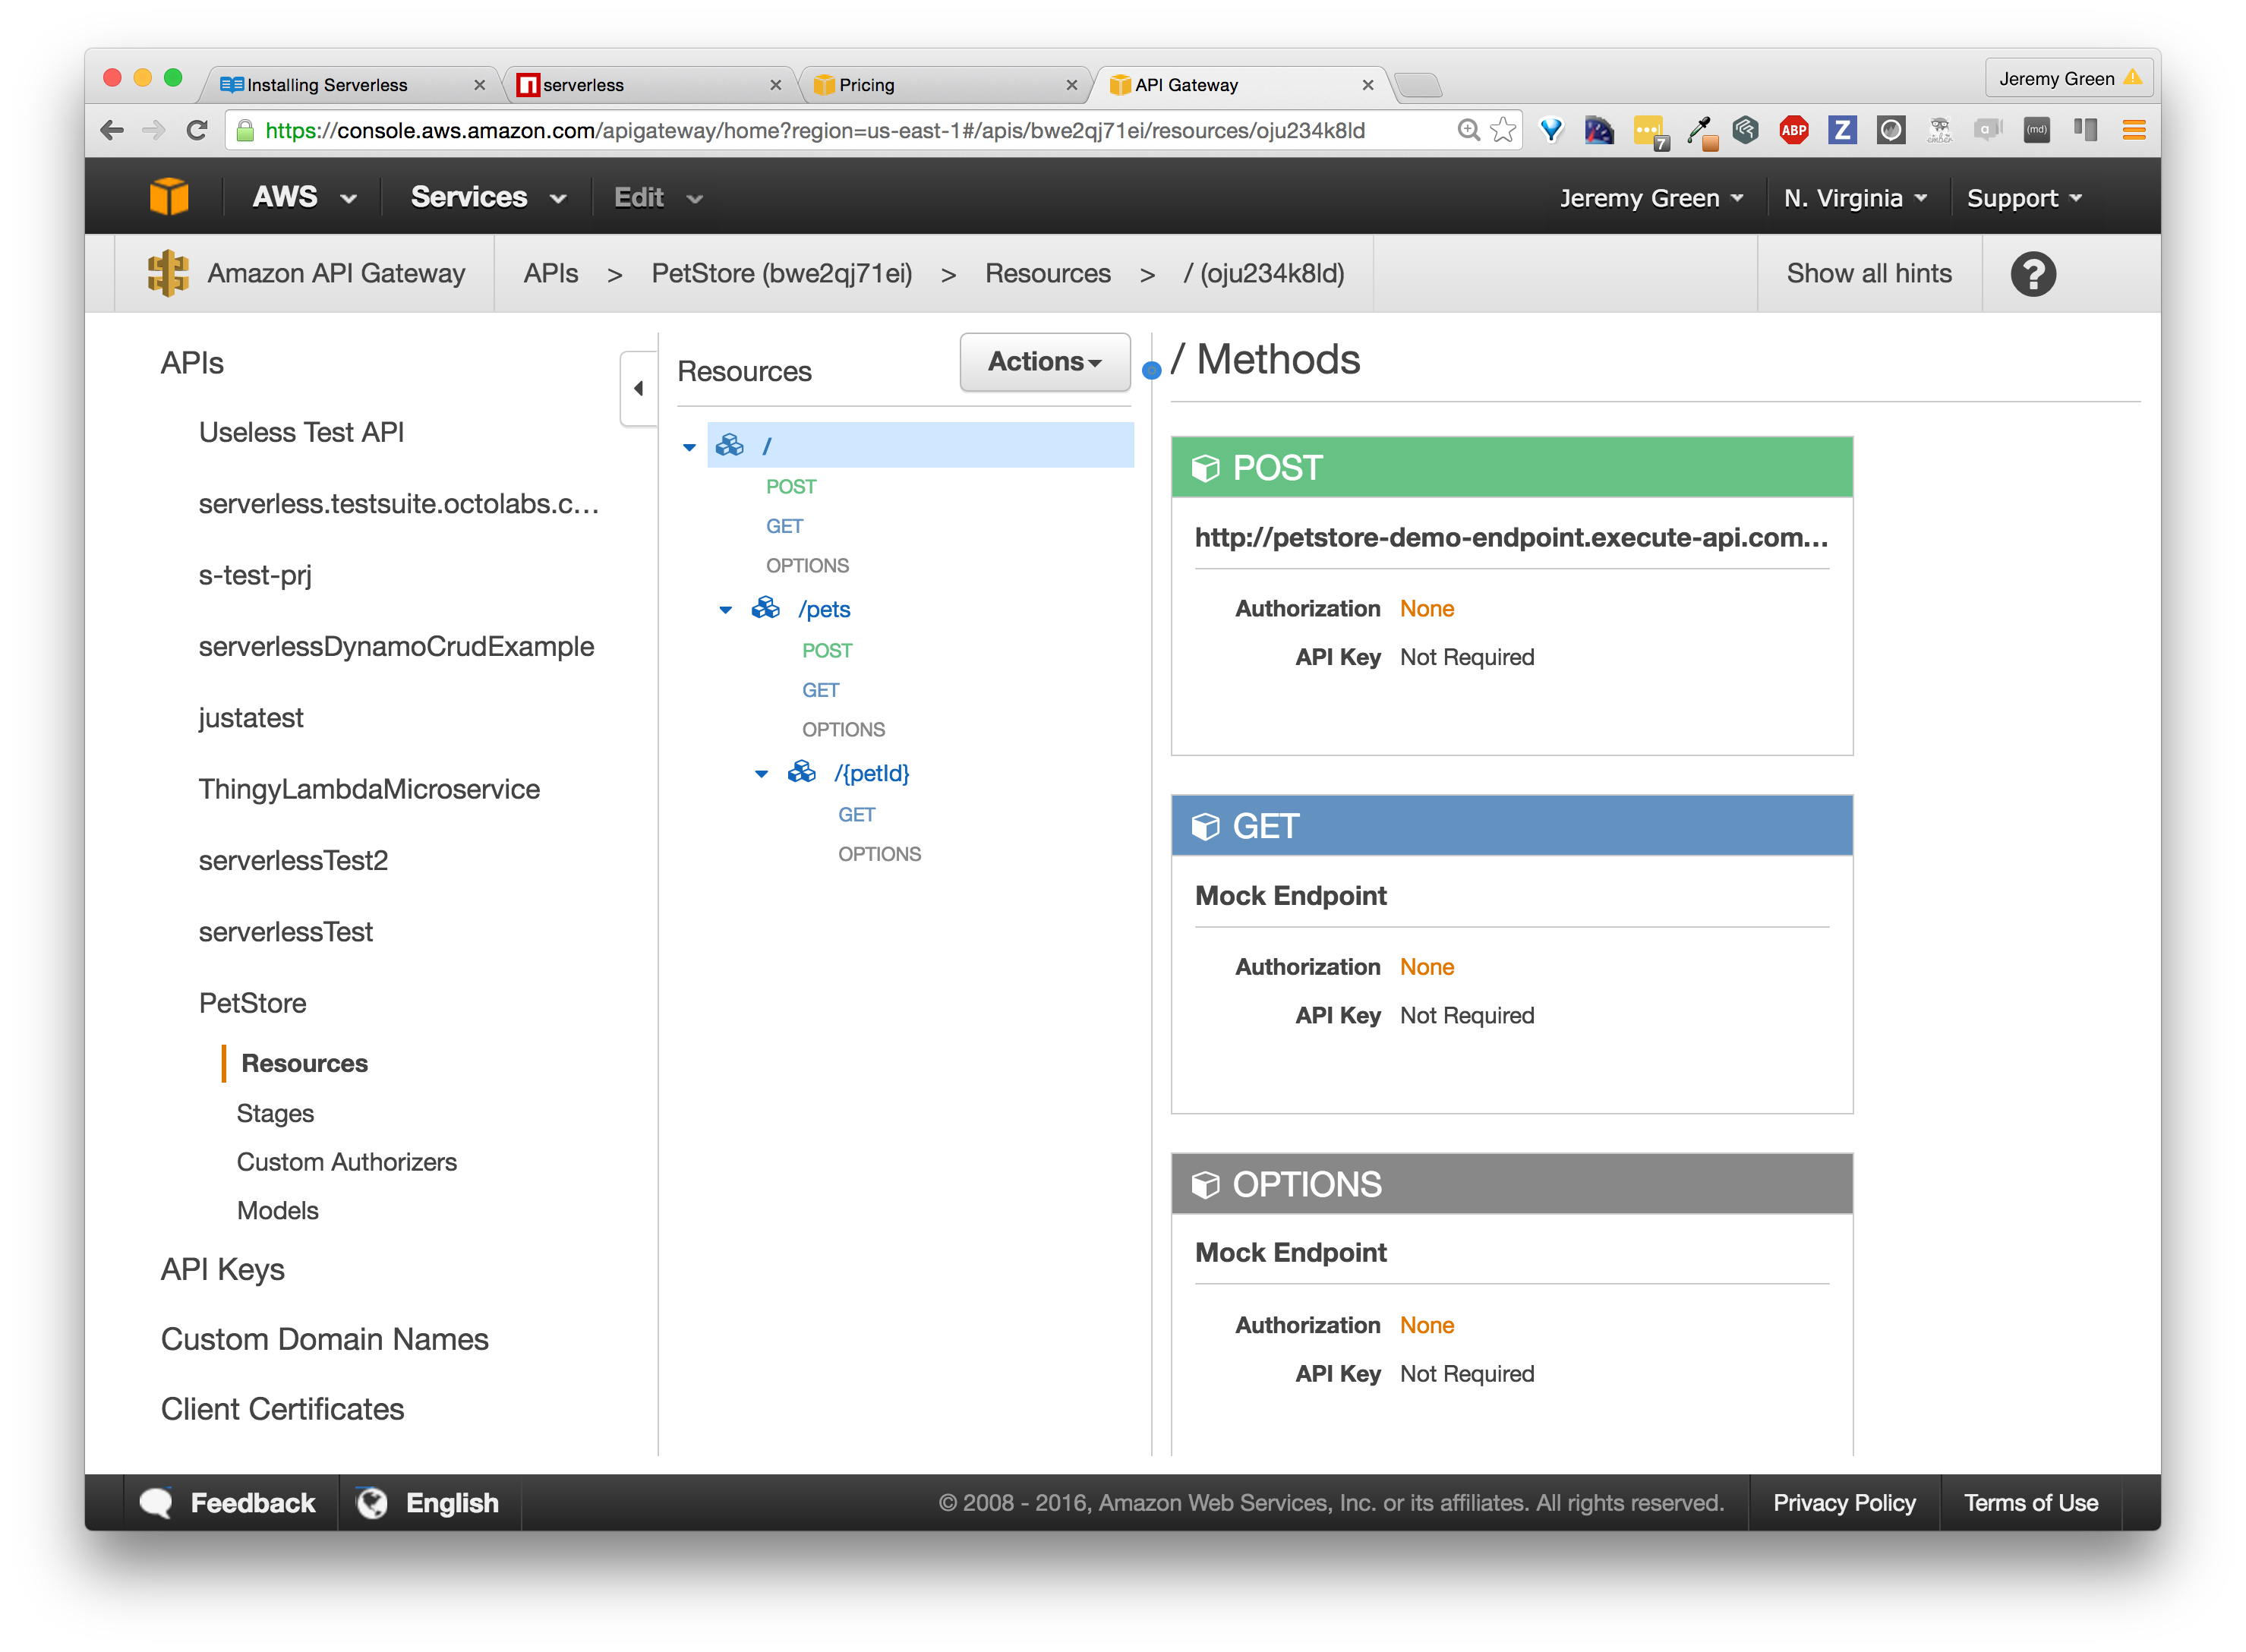 Installing Serverless
serverless
Pricing
API Gateway
Jeremy Green
https://console.aws.amazon.com/apigateway/home?region=us-east-1#/apis/bwe2qj71ei/resources/oju234k8ld
7
ABP
Z
a
(md)
AWS
Services
Edit
Jeremy Green
N. Virginia
Support
Amazon API Gateway
APIs > PetStore (bwe2qj71ei) > Resources > / (oju234k8ld)
Show all hints
?
APIs
Useless Test API
serverless.testsuite.octolabs.c...
s-test-prj
serverlessDynamoCrudExample
justatest
ThingyLambdaMicroservice
serverlessTest2
serverlessTest
PetStore
Resources
Stages
Custom Authorizers
Models
API Keys
Custom Domain Names
Client Certificates
Resources
Actions
/
POST
GET
OPTIONS
/pets
POST
GET
OPTIONS
/{petId}
GET
OPTIONS
/ Methods
POST
http://petstore-demo-endpoint.execute-api.com...
Authorization None
API Key Not Required
GET
Mock Endpoint
Authorization None
API Key Not Required
OPTIONS
Mock Endpoint
Authorization None
API Key Not Required
Feedback
English
© 2008 - 2016, Amazon Web Services, Inc. or its affiliates. All rights reserved.
Privacy Policy
Terms of Use